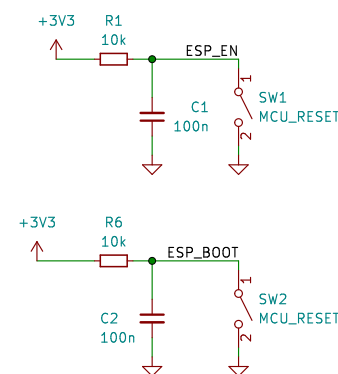 +3V3
R1
10k
ESP_EN
1
C1
100n
SW1
MCU_RESET
2
+3V3
R6
10k
ESP_BOOT
1
C2
100n
SW2
MCU_RESET
2